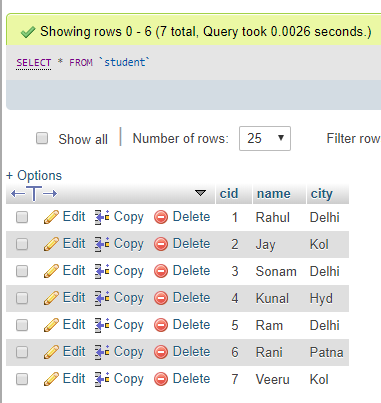 Showing rows 0 - 6 (7 total, Query took 0.0026 seconds.)
SELECT * FROM `student`
Show all Number of rows: 25 Filter row
+ Options
cid name city
Edit Copy Delete 1 Rahul Delhi
Edit Copy Delete 2 Jay Kol
Edit Copy Delete 3 Sonam Delhi
Edit Copy Delete 4 Kunal Hyd
Edit Copy Delete 5 Ram Delhi
Edit Copy Delete 6 Rani Patna
Edit Copy Delete 7 Veeru Kol